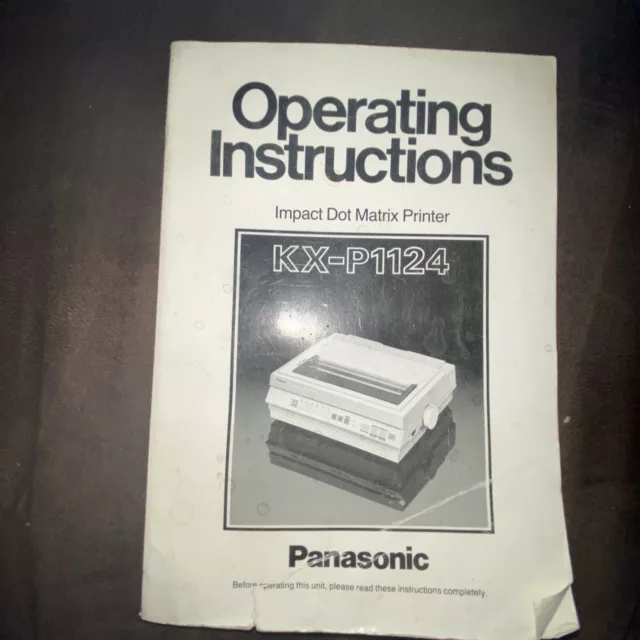 Operating
Instructions
Impact Dot Matrix Printer
KX-P1124
Panasonic
Before operating this unit, please read these instructions completely.